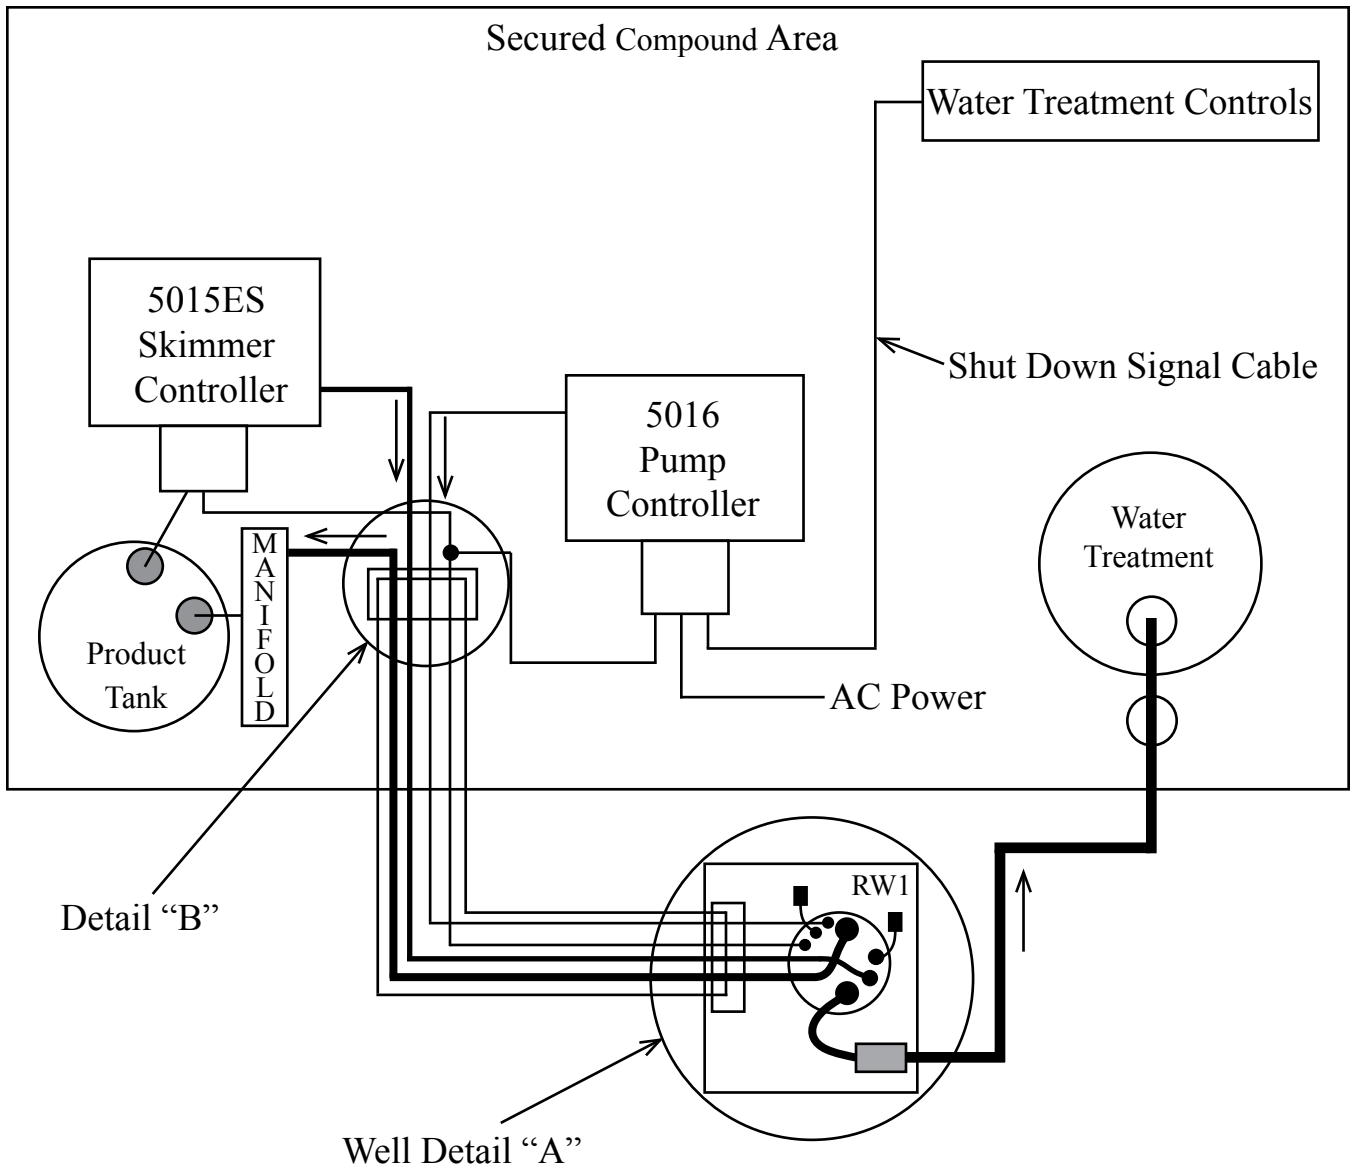 Secured Compound Area
Water Treatment Controls
5015ES
Skimmer
Controller
Shut Down Signal Cable
5016
Pump
Controller
Water
Treatment
MANIFOLD
Product
Tank
AC Power
RW1
Detail “B”
Well Detail “A”